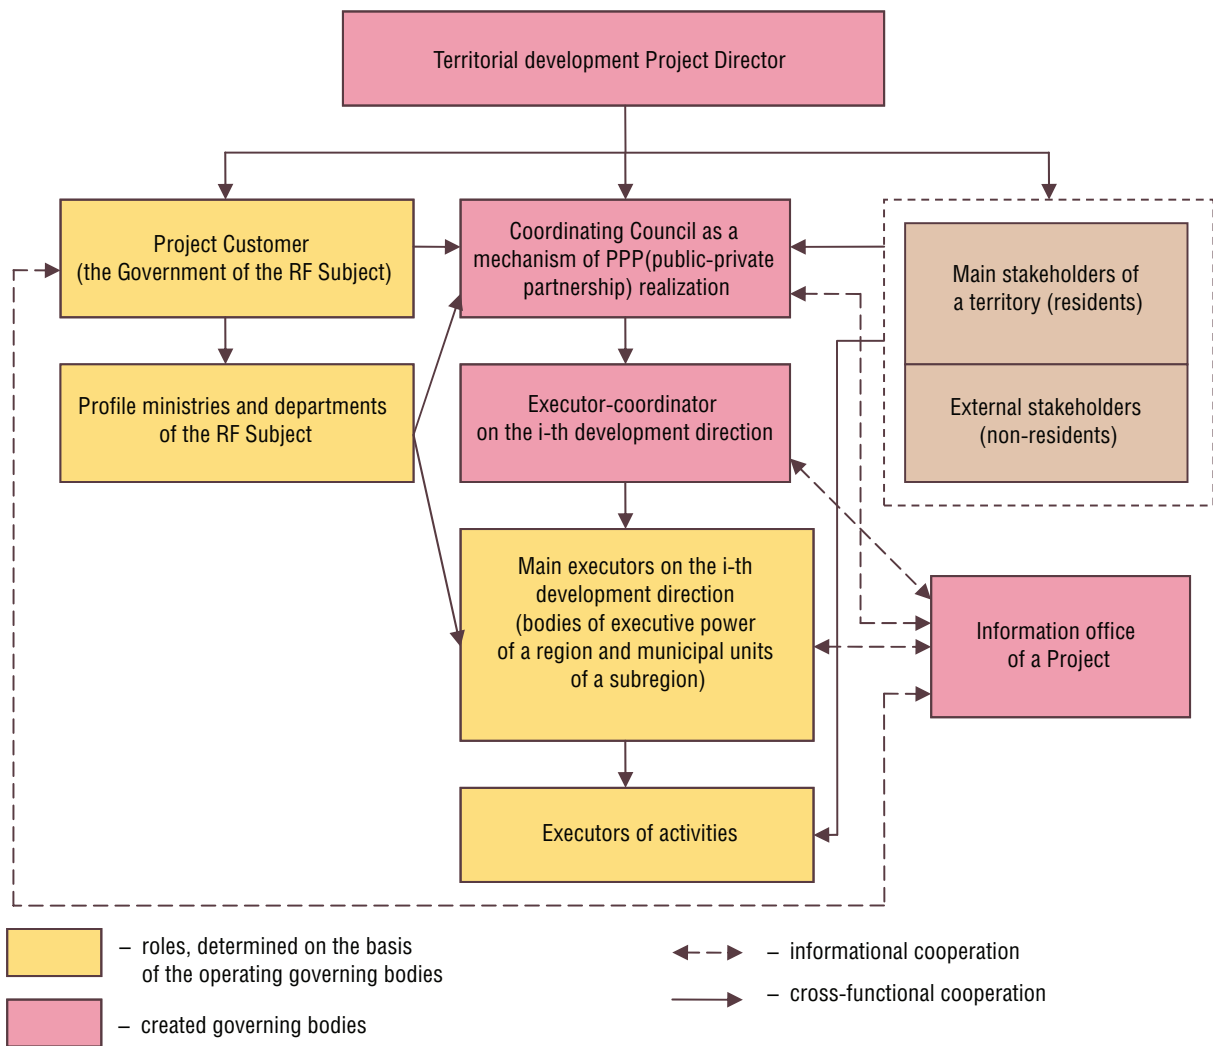 Territorial development Project Director
Project Customer
(the Government of the RF Subject)
Coordinating Council as a
mechanism of PPP(public-private
partnership) realization
Main stakeholders of
a territory (residents)
Profile ministries and departments
of the RF Subject
Executor-coordinator
on the i-th development direction
External stakeholders
(non-residents)
Main executors on the i-th
development direction
(bodies of executive power
of a region and municipal units
of a subregion)
Information office
of a Project
Executors of activities
– roles, determined on the basis
of the operating governing bodies
– created governing bodies
– informational cooperation
– cross-functional cooperation